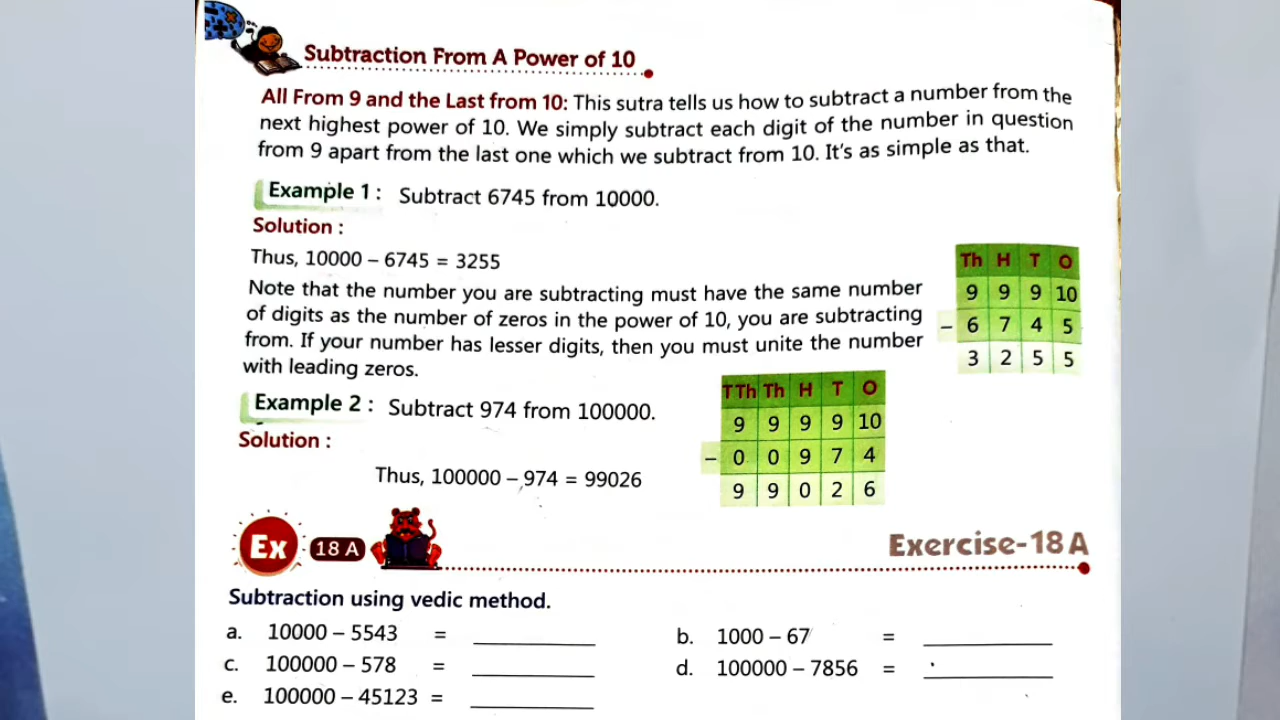 Subtraction From A Power of 10
All From 9 and the Last from 10: This sutra tells us how to subtract a number from the
next highest power of 10. We simply subtract each digit of the number in question
from 9 apart from the last one which we subtract from 10. It's as simple as that.
Example 1 : Subtract 6745 from 10000.
Solution :
Thus, 10000 – 6745 = 3255
Note that the number you are subtracting must have the same number
of digits as the number of zeros in the power of 10, you are subtracting
from. If your number has lesser digits, then you must unite the number
with leading zeros.
Th H T O
9 9 9 10
– 6 7 4 5
3 2 5 5
Example 2 : Subtract 974 from 100000.
Solution :
Thus, 100000 – 974 = 99026
TTh Th H T O
9 9 9 9 10
– 0 0 9 7 4
9 9 0 2 6
Ex 18 A
Exercise-18 A
Subtraction using vedic method.
a. 10000 – 5543 = ____________
b. 1000 – 67 = ____________
c. 100000 – 578 = ____________
d. 100000 – 7856 = ____________
e. 100000 – 45123 = ____________